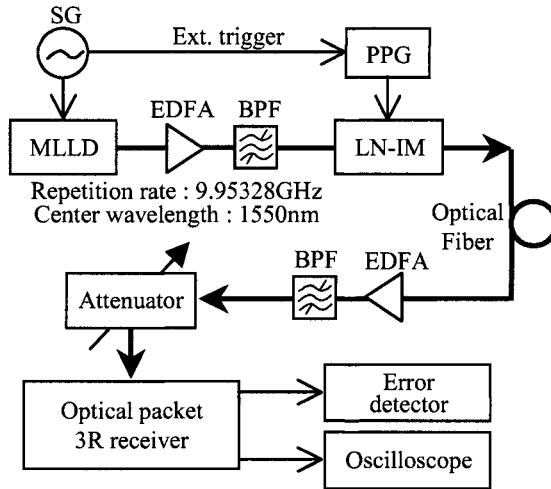 SG
Ext. trigger
PPG
EDFA
BPF
MLLD
LN-IM
Repetition rate : 9.95328GHz
Center wavelength : 1550nm
Optical
Fiber
BPF
EDFA
Attenuator
Optical packet
3R receiver
Error
detector
Oscilloscope